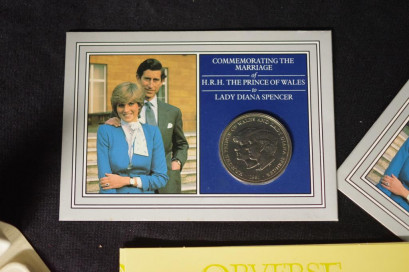 COMMEMORATING THE
MARRIAGE
of
H.R.H. THE PRINCE OF WALES
to
LADY DIANA SPENCER
OBVERSE